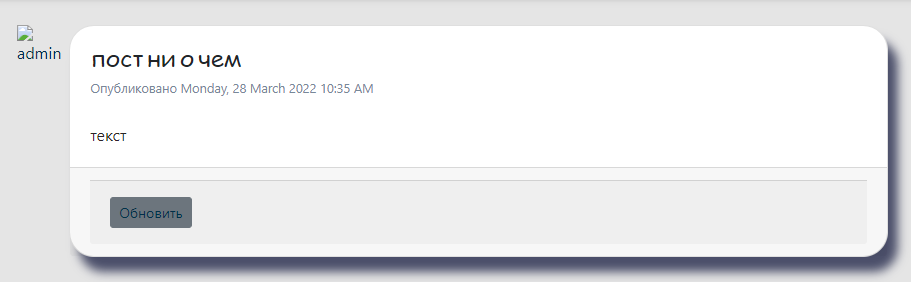 admin
пост ни о чем
Опубликовано Monday, 28 March 2022 10:35 AM
текст
Обновить